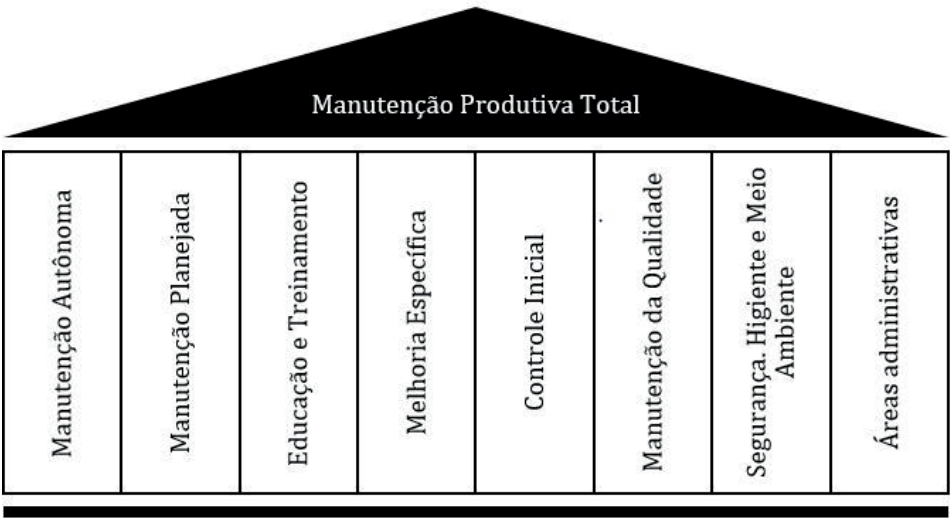 Manutenção Produtiva Total
Manutenção Autônoma
Manutenção Planejada
Educação e Treinamento
Melhoria Específica
Controle Inicial
Manutenção da Qualidade
Segurança. Higiente e Meio
Ambiente
Áreas administrativas